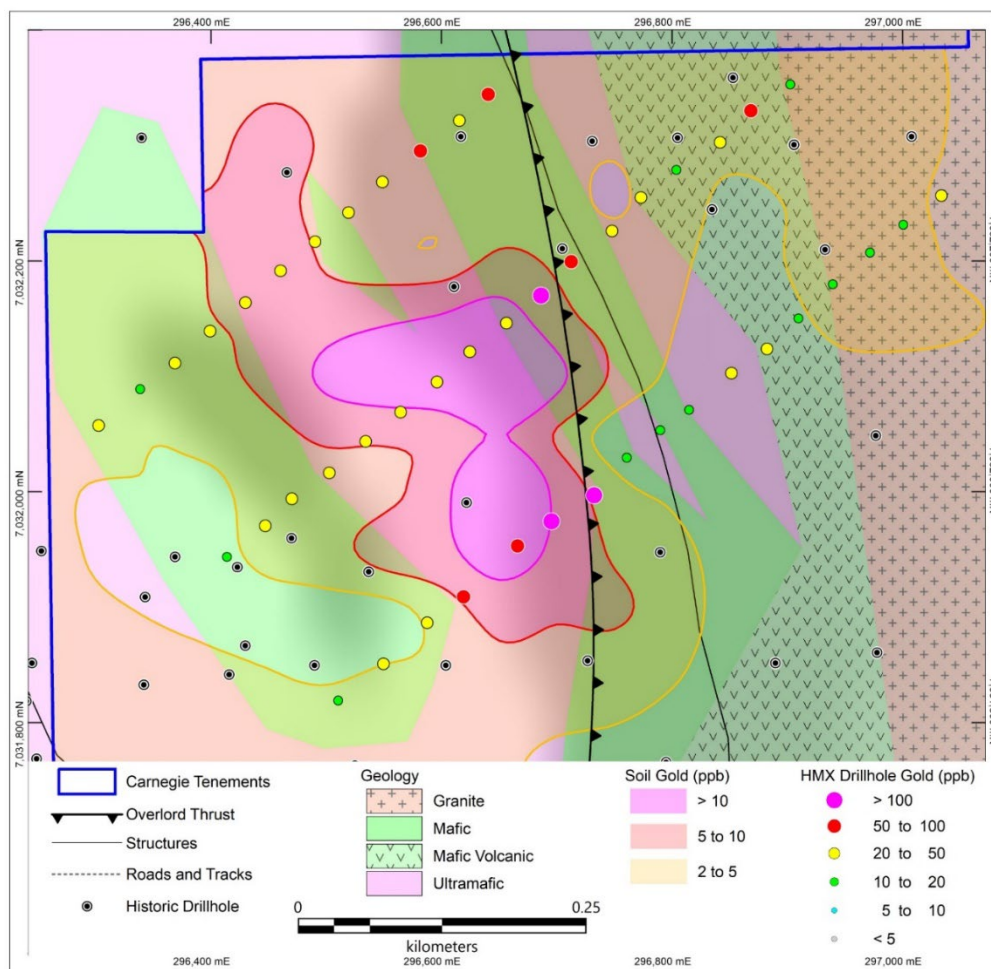 296,400 mE 296,600 mE 296,800 mE 297,000 mE
7,032,200 mN
7,032,000 mN
7,031,800 mN
Carnegie Tenements
Overlord Thrust
Structures
Roads and Tracks
Historic Drillhole
Geology
Granite
Mafic
Mafic Volcanic
Ultramafic
Soil Gold (ppb)
> 10
5 to 10
2 to 5
HMX Drillhole Gold (ppb)
> 100
50 to 100
20 to 50
10 to 20
5 to 10
< 5
0 0.25
kilometers
296,400 mE 296,600 mE 296,800 mE 297,000 mE